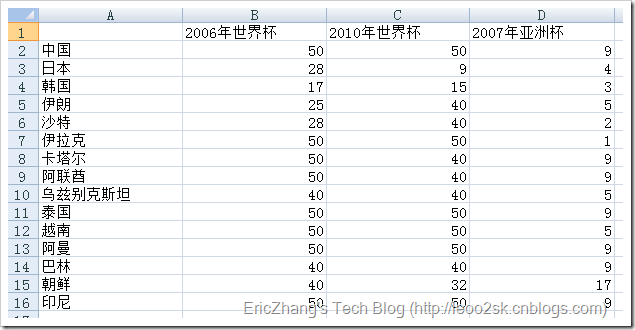 A B C D
1 2006年世界杯 2010年世界杯 2007年亚洲杯
2 中国 50 50 9
3 日本 28 9 4
4 韩国 17 15 3
5 伊朗 25 40 5
6 沙特 28 40 2
7 伊拉克 50 50 1
8 卡塔尔 50 40 9
9 阿联酋 50 40 9
10 乌兹别克斯坦 40 40 5
11 泰国 50 50 9
12 越南 50 50 5
13 阿曼 50 50 9
14 巴林 40 40 9
15 朝鲜 40 32 17
16 印尼 50 50 9
EricZhang's Tech Blog (http://leoo2sk.cnblogs.com)